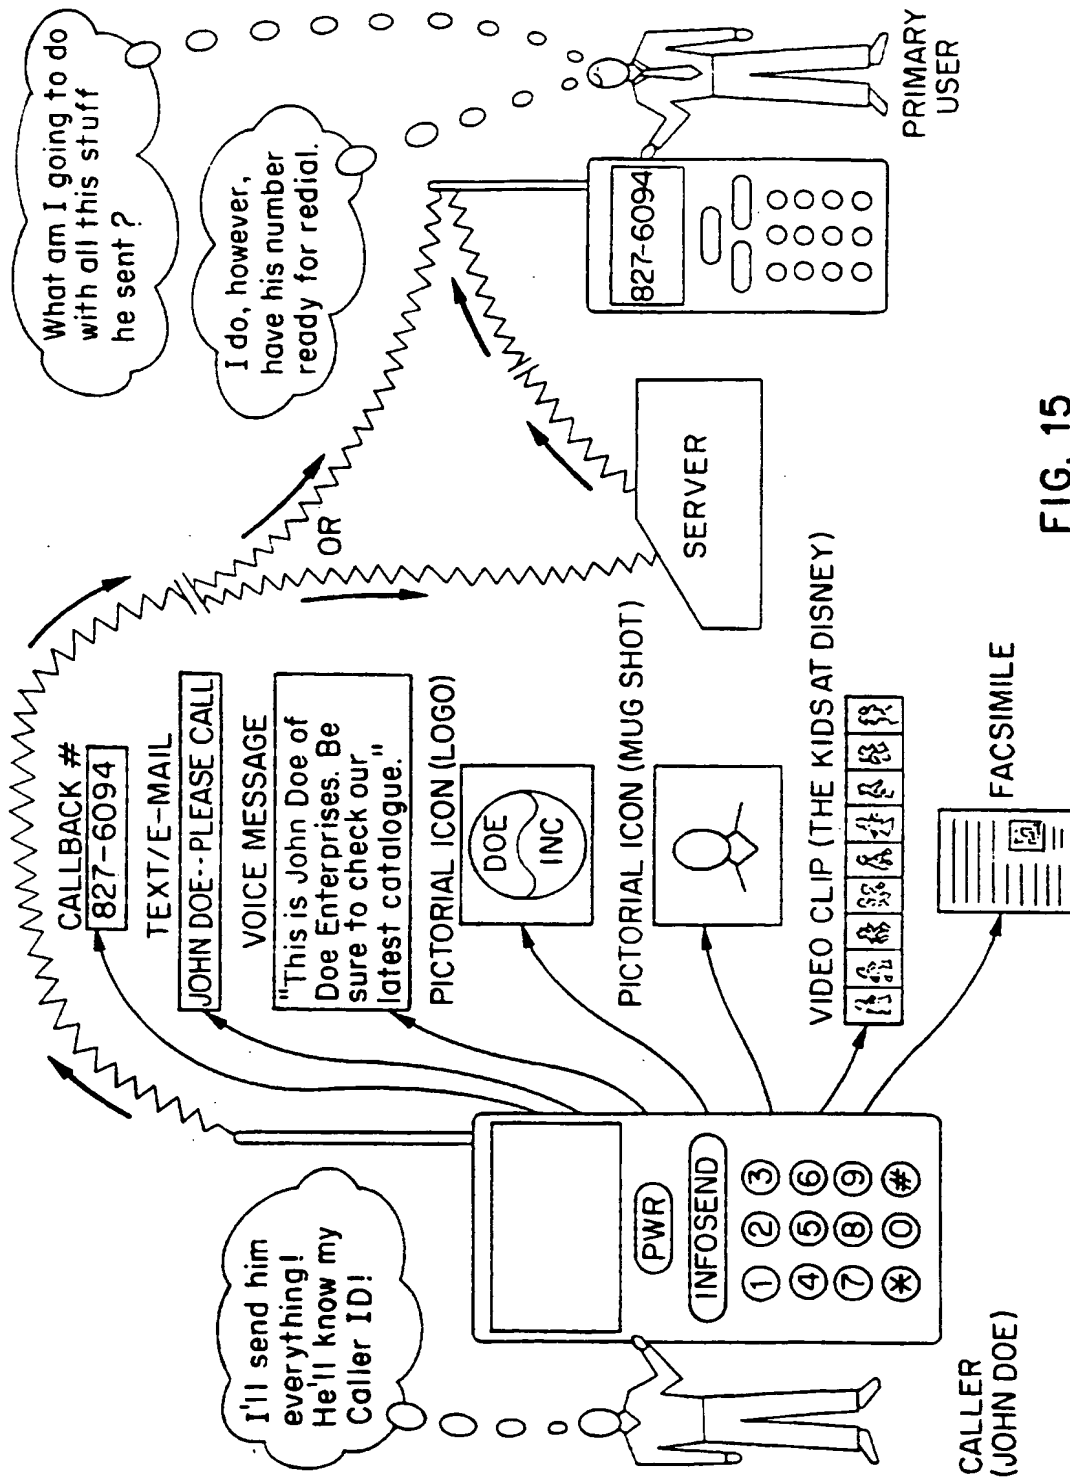 I'll send him
everything!
He'll know my
Caller ID!
CALLER
(JOHN DOE)
PWR
INFOSEND
1 2 3
4 5 6
7 8 9
* 0 #
CALLBACK #
827-6094
TEXT/E-MAIL
JOHN DOE--PLEASE CALL
VOICE MESSAGE
"This is John Doe of
Doe Enterprises. Be
sure to check our
latest catalogue."
PICTORIAL ICON (LOGO)
DOE
INC
PICTORIAL ICON (MUG SHOT)
VIDEO CLIP (THE KIDS AT DISNEY)
FACSIMILE
OR
SERVER
What am I going to do
with all this stuff
he sent?
I do, however,
have his number
ready for redial.
827-6094
PRIMARY
USER
FIG. 15